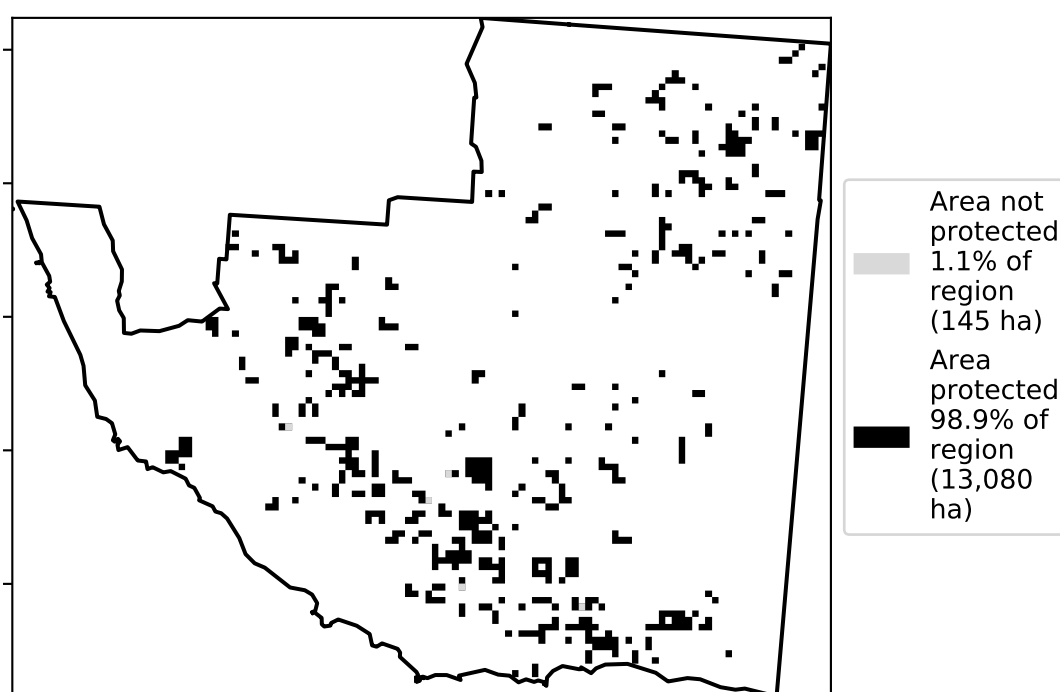 Area not
protected
1.1% of
region
(145 ha)
Area
protected
98.9% of
region
(13,080
ha)